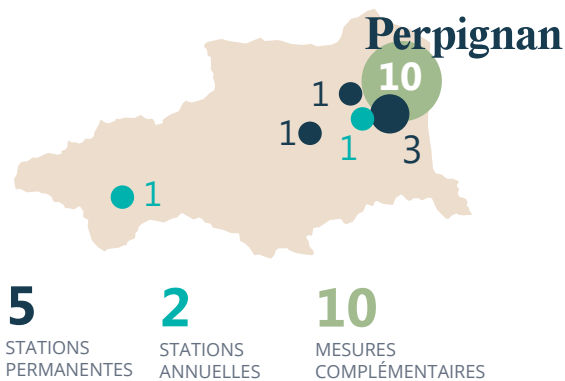 Perpignan
10
1
1
1
3
1
5
STATIONS
PERMANENTES
2
STATIONS
ANNUELLES
10
MESURES
COMPLÉMENTAIRES